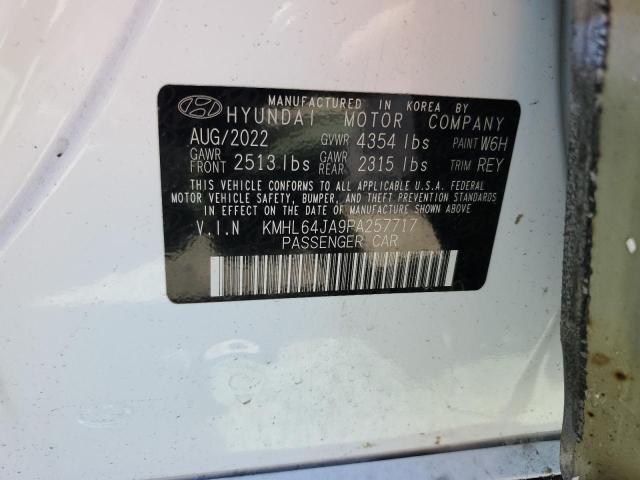 MANUFACTURED IN KOREA BY
HYUNDAI MOTOR COMPANY
AUG/2022 GVWR 4354 lbs PAINT W6H
GAWR FRONT 2513 lbs GAWR REAR 2315 lbs TRIM REY
THIS VEHICLE CONFORMS TO ALL APPLICABLE U.S.A. FEDERAL
MOTOR VEHICLE SAFETY, BUMPER, AND THEFT PREVENTION STANDARDS
IN EFFECT ON THE DATE OF MANUFACTURE SHOWN ABOVE.
V.I.N KMHL64JA9PA257717
PASSENGER CAR